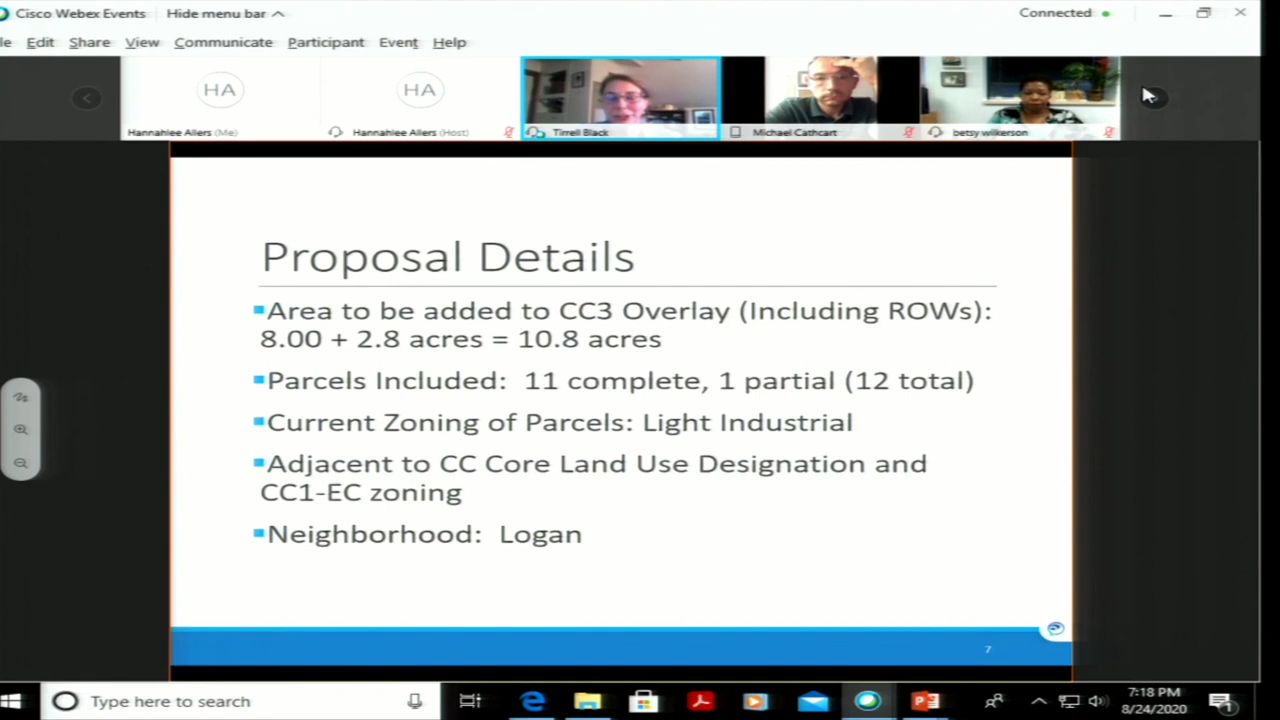 Cisco Webex Events
Hide menu bar
Connected
le Edit Share View Communicate Participant Event Help
HA
HA
Hannahlee Allers (Me)
Hannahlee Allers (Host)
Tirrell Black
Michael Cathcart
betsy wilkerson
Proposal Details
Area to be added to CC3 Overlay (Including ROWs):
8.00 + 2.8 acres = 10.8 acres
Parcels Included: 11 complete, 1 partial (12 total)
Current Zoning of Parcels: Light Industrial
Adjacent to CC Core Land Use Designation and
CC1-EC zoning
Neighborhood: Logan
7
Type here to search
7:18 PM
8/24/2020
1